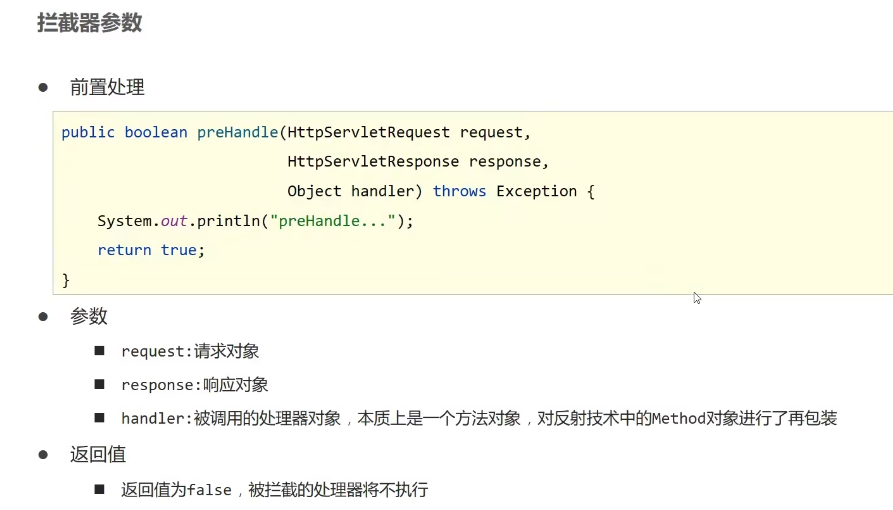 拦截器参数
● 前置处理
public boolean preHandle(HttpServletRequest request,
HttpServletResponse response,
Object handler) throws Exception {
System.out.println("preHandle...");
return true;
}
● 参数
■ request:请求对象
■ response:响应对象
■ handler:被调用的处理器对象，本质上是一个方法对象，对反射技术中的Method对象进行了再包装
● 返回值
■ 返回值为false，被拦截的处理器将不执行